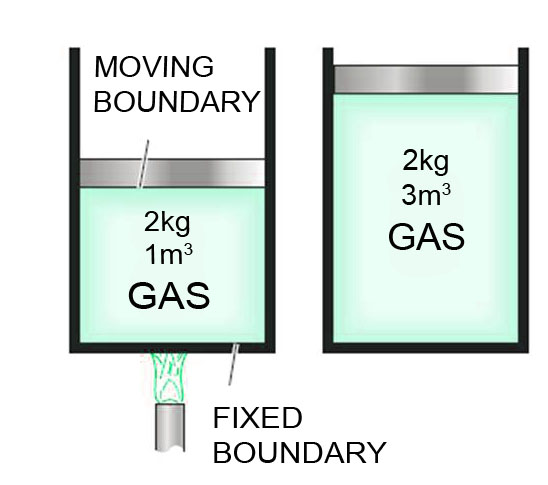 MOVING
BOUNDARY
2kg
1m³
GAS
2kg
3m³
GAS
FIXED
BOUNDARY